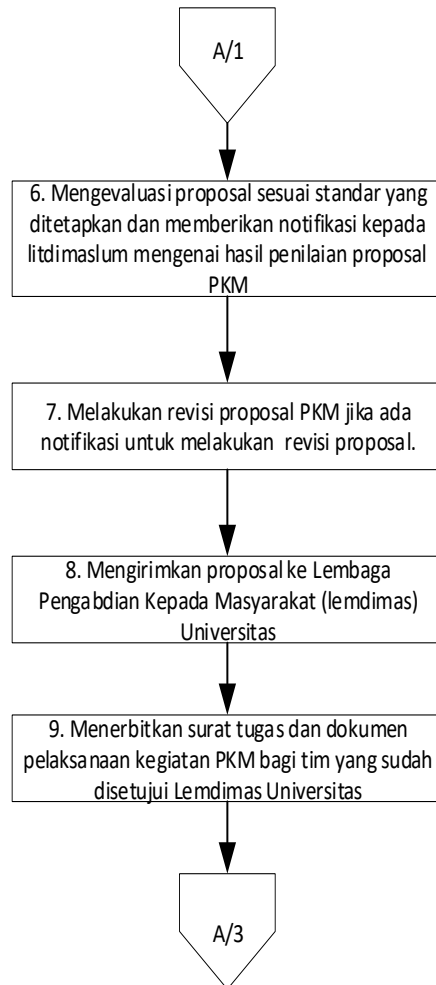 A/1
6. Mengevaluasi proposal sesuai standar yang
ditetapkan dan memberikan notifikasi kepada
litdimaslum mengenai hasil penilaian proposal
PKM
7. Melakukan revisi proposal PKM jika ada
notifikasi untuk melakukan revisi proposal.
8. Mengirimkan proposal ke Lembaga
Pengabdian Kepada Masyarakat (lemdimas)
Universitas
9. Menerbitkan surat tugas dan dokumen
pelaksanaan kegiatan PKM bagi tim yang sudah
disetujui Lemdimas Universitas
A/3